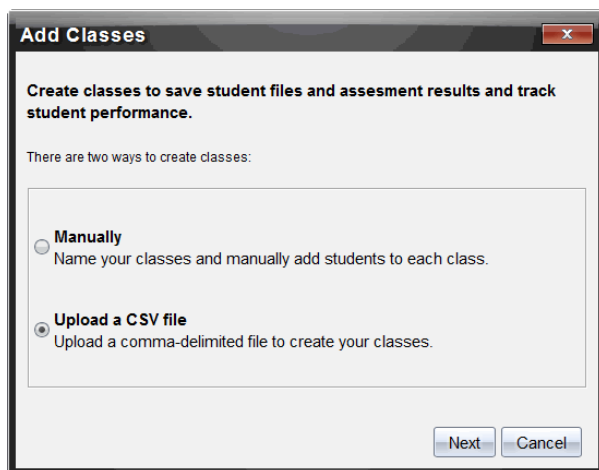 Add Classes
x
Create classes to save student files and assesment results and track
student performance.
There are two ways to create classes:
Manually
Name your classes and manually add students to each class.
Upload a CSV file
Upload a comma-delimited file to create your classes.
Next Cancel